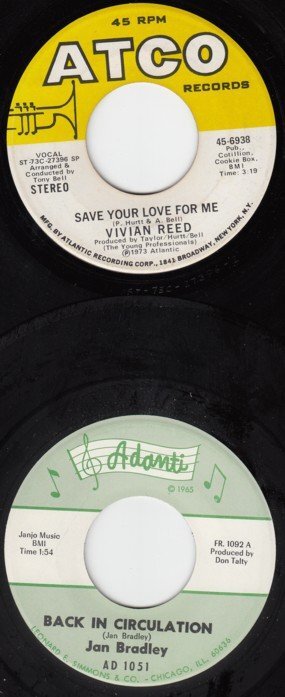 45 RPM
ATCO
RECORDS
VOCAL
ST-73C-27396 SP
Arranged &
Conducted by
Tony Bell
STEREO
45-6938
Pub.,
Cotillion,
Cookie Box,
BMI
Time: 3:19
SAVE YOUR LOVE FOR ME
(P. Hurtt & A. Bell)
VIVIAN REED
Produced by Taylor/Hurtt/Bell
(The Young Professionals)
Ⓟ1973 Atlantic
MFG. BY ATLANTIC RECORDING CORP., 1841 BROADWAY, NEW YORK, N.Y.
Adanti
© 1965
Janjo Music
BMI
Time 1:54
FR. 1092 A
Produced by
Don Talty
BACK IN CIRCULATION
(Jan Bradley)
Jan Bradley
AD 1051
LEONARD B. SIMMONS & CO. - CHICAGO, ILL. 60636